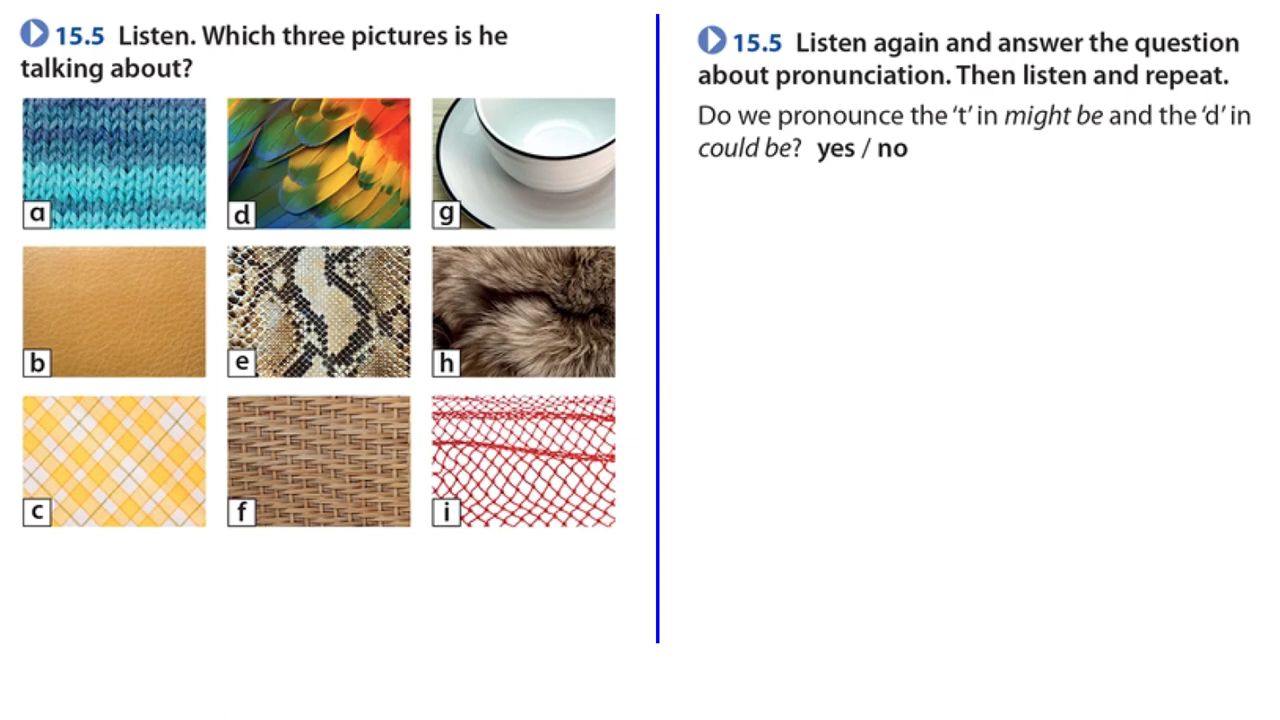 15.5 Listen. Which three pictures is he
talking about?
a
d
g
b
e
h
c
f
i
15.5 Listen again and answer the question
about pronunciation. Then listen and repeat.
Do we pronounce the ‘t’ in might be and the ‘d’ in
could be? yes / no